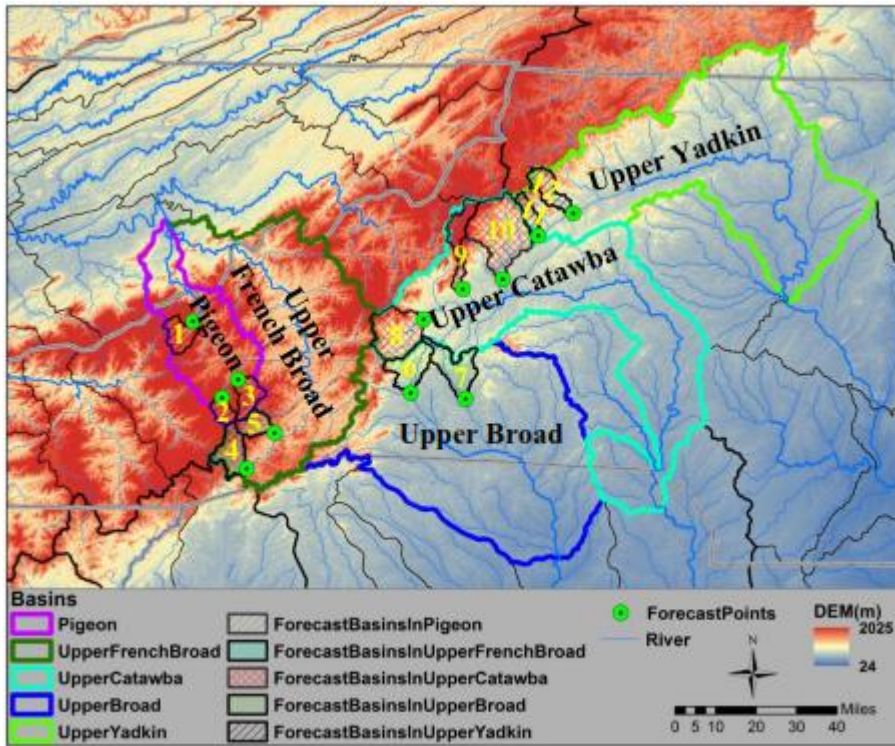 Upper Yadkin
12
11
10
9
Upper Catawba
Upper
French Broad
Pigeon
1
8
6
7
2
3
5
4
Upper Broad
Basins
Pigeon
UpperFrenchBroad
UpperCatawba
UpperBroad
UpperYadkin
ForecastBasinsInPigeon
ForecastBasinsInUpperFrenchBroad
ForecastBasinsInUpperCatawba
ForecastBasinsInUpperBroad
ForecastBasinsInUpperYadkin
ForecastPoints
River
DEM(m)
2025
24
N
Miles
0 5 10 20 30 40